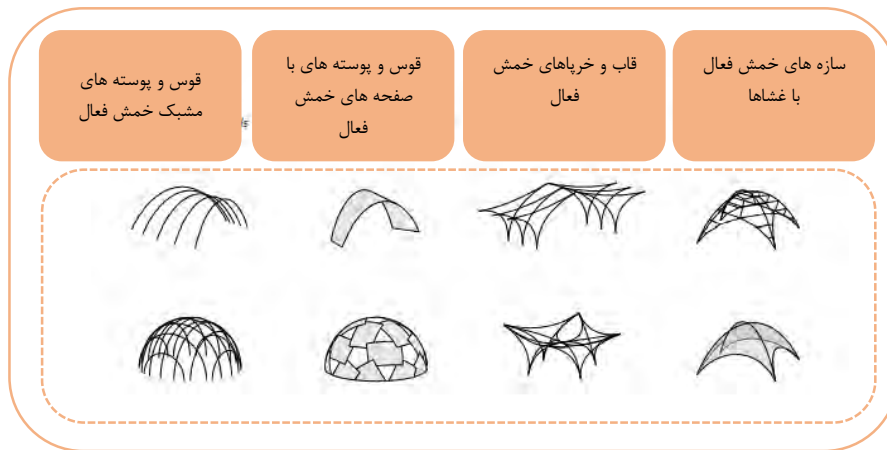 سازه های خمش فعال
با غشاها
قاب و خرپاهای خمش
فعال
قوس و پوسته های با
صفحه های خمش
فعال
قوس و پوسته های
مشبک خمش فعال